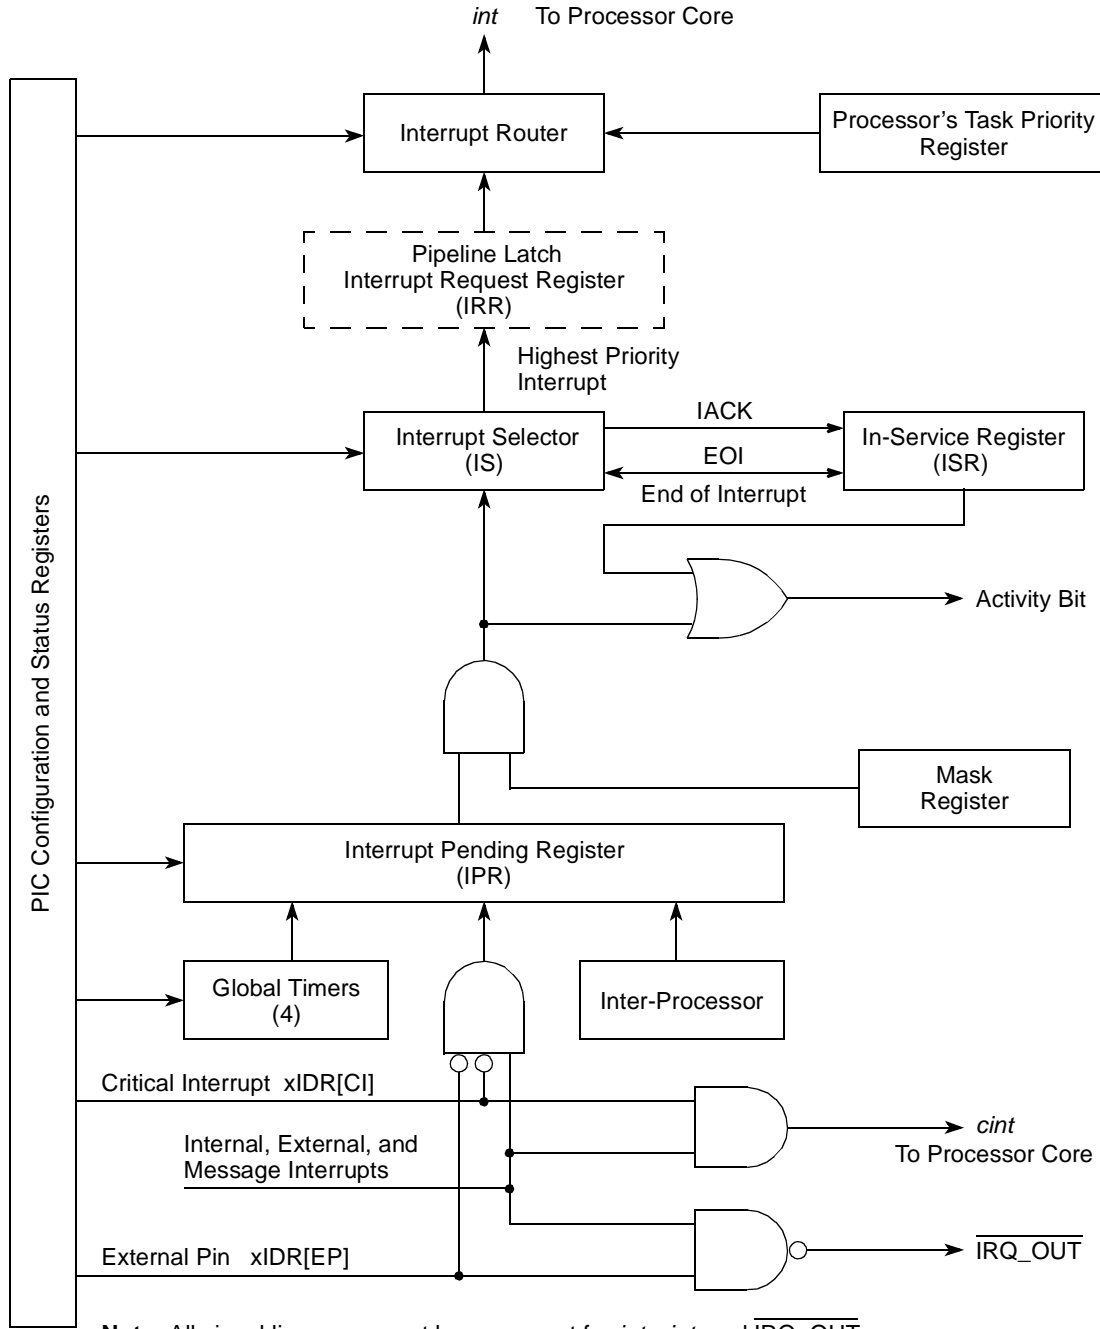 int To Processor Core
Interrupt Router
Processor's Task Priority
Register
Pipeline Latch
Interrupt Request Register
(IRR)
Highest Priority
Interrupt
Interrupt Selector
(IS)
IACK
EOI
End of Interrupt
In-Service Register
(ISR)
Activity Bit
PIC Configuration and Status Registers
Mask
Register
Interrupt Pending Register
(IPR)
Global Timers
(4)
Inter-Processor
Critical Interrupt xIDR[CI]
cint
To Processor Core
Internal, External, and
Message Interrupts
External Pin xIDR[EP]
IRQ_OUT